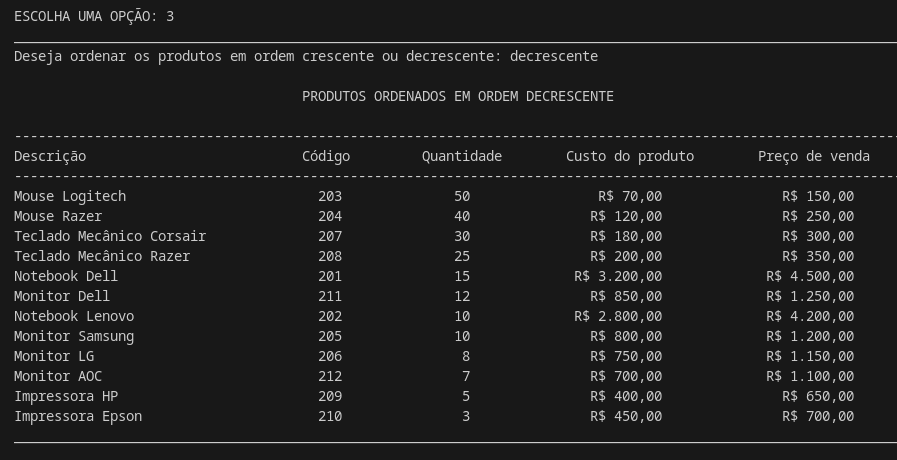 ESCOLHA UMA OPÇÃO: 3
Deseja ordenar os produtos em ordem crescente ou decrescente: decrescente
PRODUTOS ORDENADOS EM ORDEM DECRESCENTE
Descrição Código Quantidade Custo do produto Preço de venda
Mouse Logitech 203 50 R$ 70,00 R$ 150,00
Mouse Razer 204 40 R$ 120,00 R$ 250,00
Teclado Mecânico Corsair 207 30 R$ 180,00 R$ 300,00
Teclado Mecânico Razer 208 25 R$ 200,00 R$ 350,00
Notebook Dell 201 15 R$ 3.200,00 R$ 4.500,00
Monitor Dell 211 12 R$ 850,00 R$ 1.250,00
Notebook Lenovo 202 10 R$ 2.800,00 R$ 4.200,00
Monitor Samsung 205 10 R$ 800,00 R$ 1.200,00
Monitor LG 206 8 R$ 750,00 R$ 1.150,00
Monitor AOC 212 7 R$ 700,00 R$ 1.100,00
Impressora HP 209 5 R$ 400,00 R$ 650,00
Impressora Epson 210 3 R$ 450,00 R$ 700,00